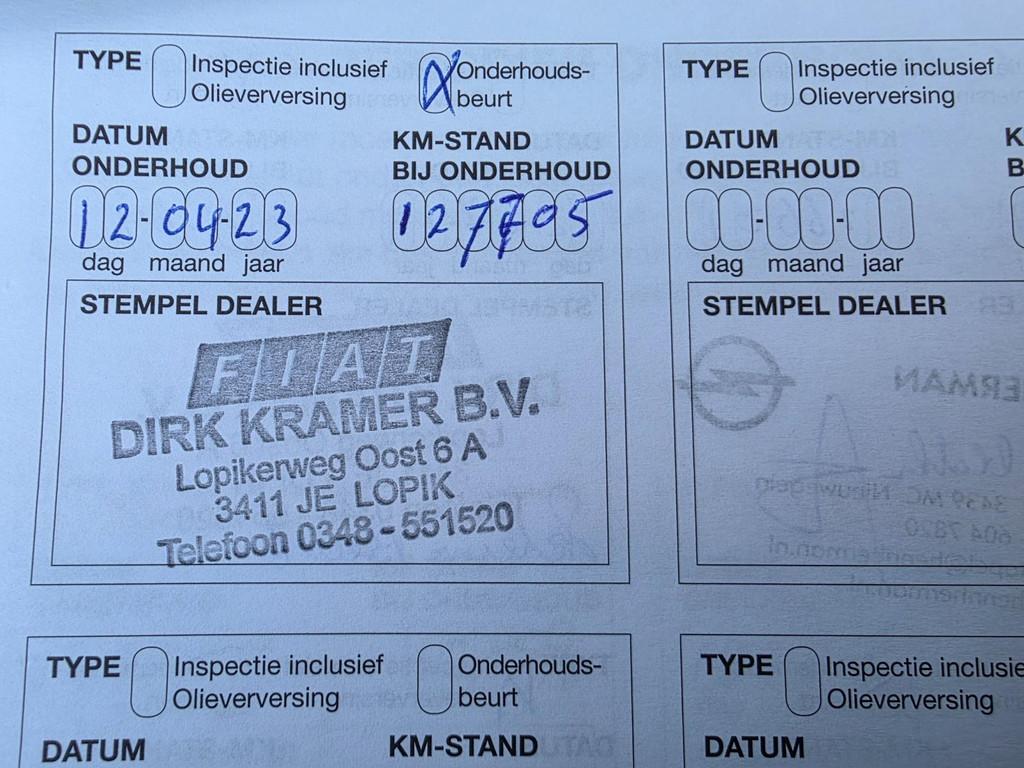 TYPE Inspectie inclusief Olieverversing
Onderhouds-beurt
DATUM ONDERHOUD
KM-STAND BIJ ONDERHOUD
12-04-23
127705
dag maand jaar
STEMPEL DEALER
FIAT
DIRK KRAMER B.V.
Lopikerweg Oost 6 A
3411 JE LOPIK
Telefoon 0348-551520
TYPE Inspectie inclusief
Olieverversing
DATUM
ONDERHOUD
K
B
dag maand jaar
STEMPEL DEALER
TYPE Inspectie inclusief Onderhouds-
Olieverversing beurt
DATUM KM-STAND
TYPE Inspectie inclusie
Olieverversing
DATUM